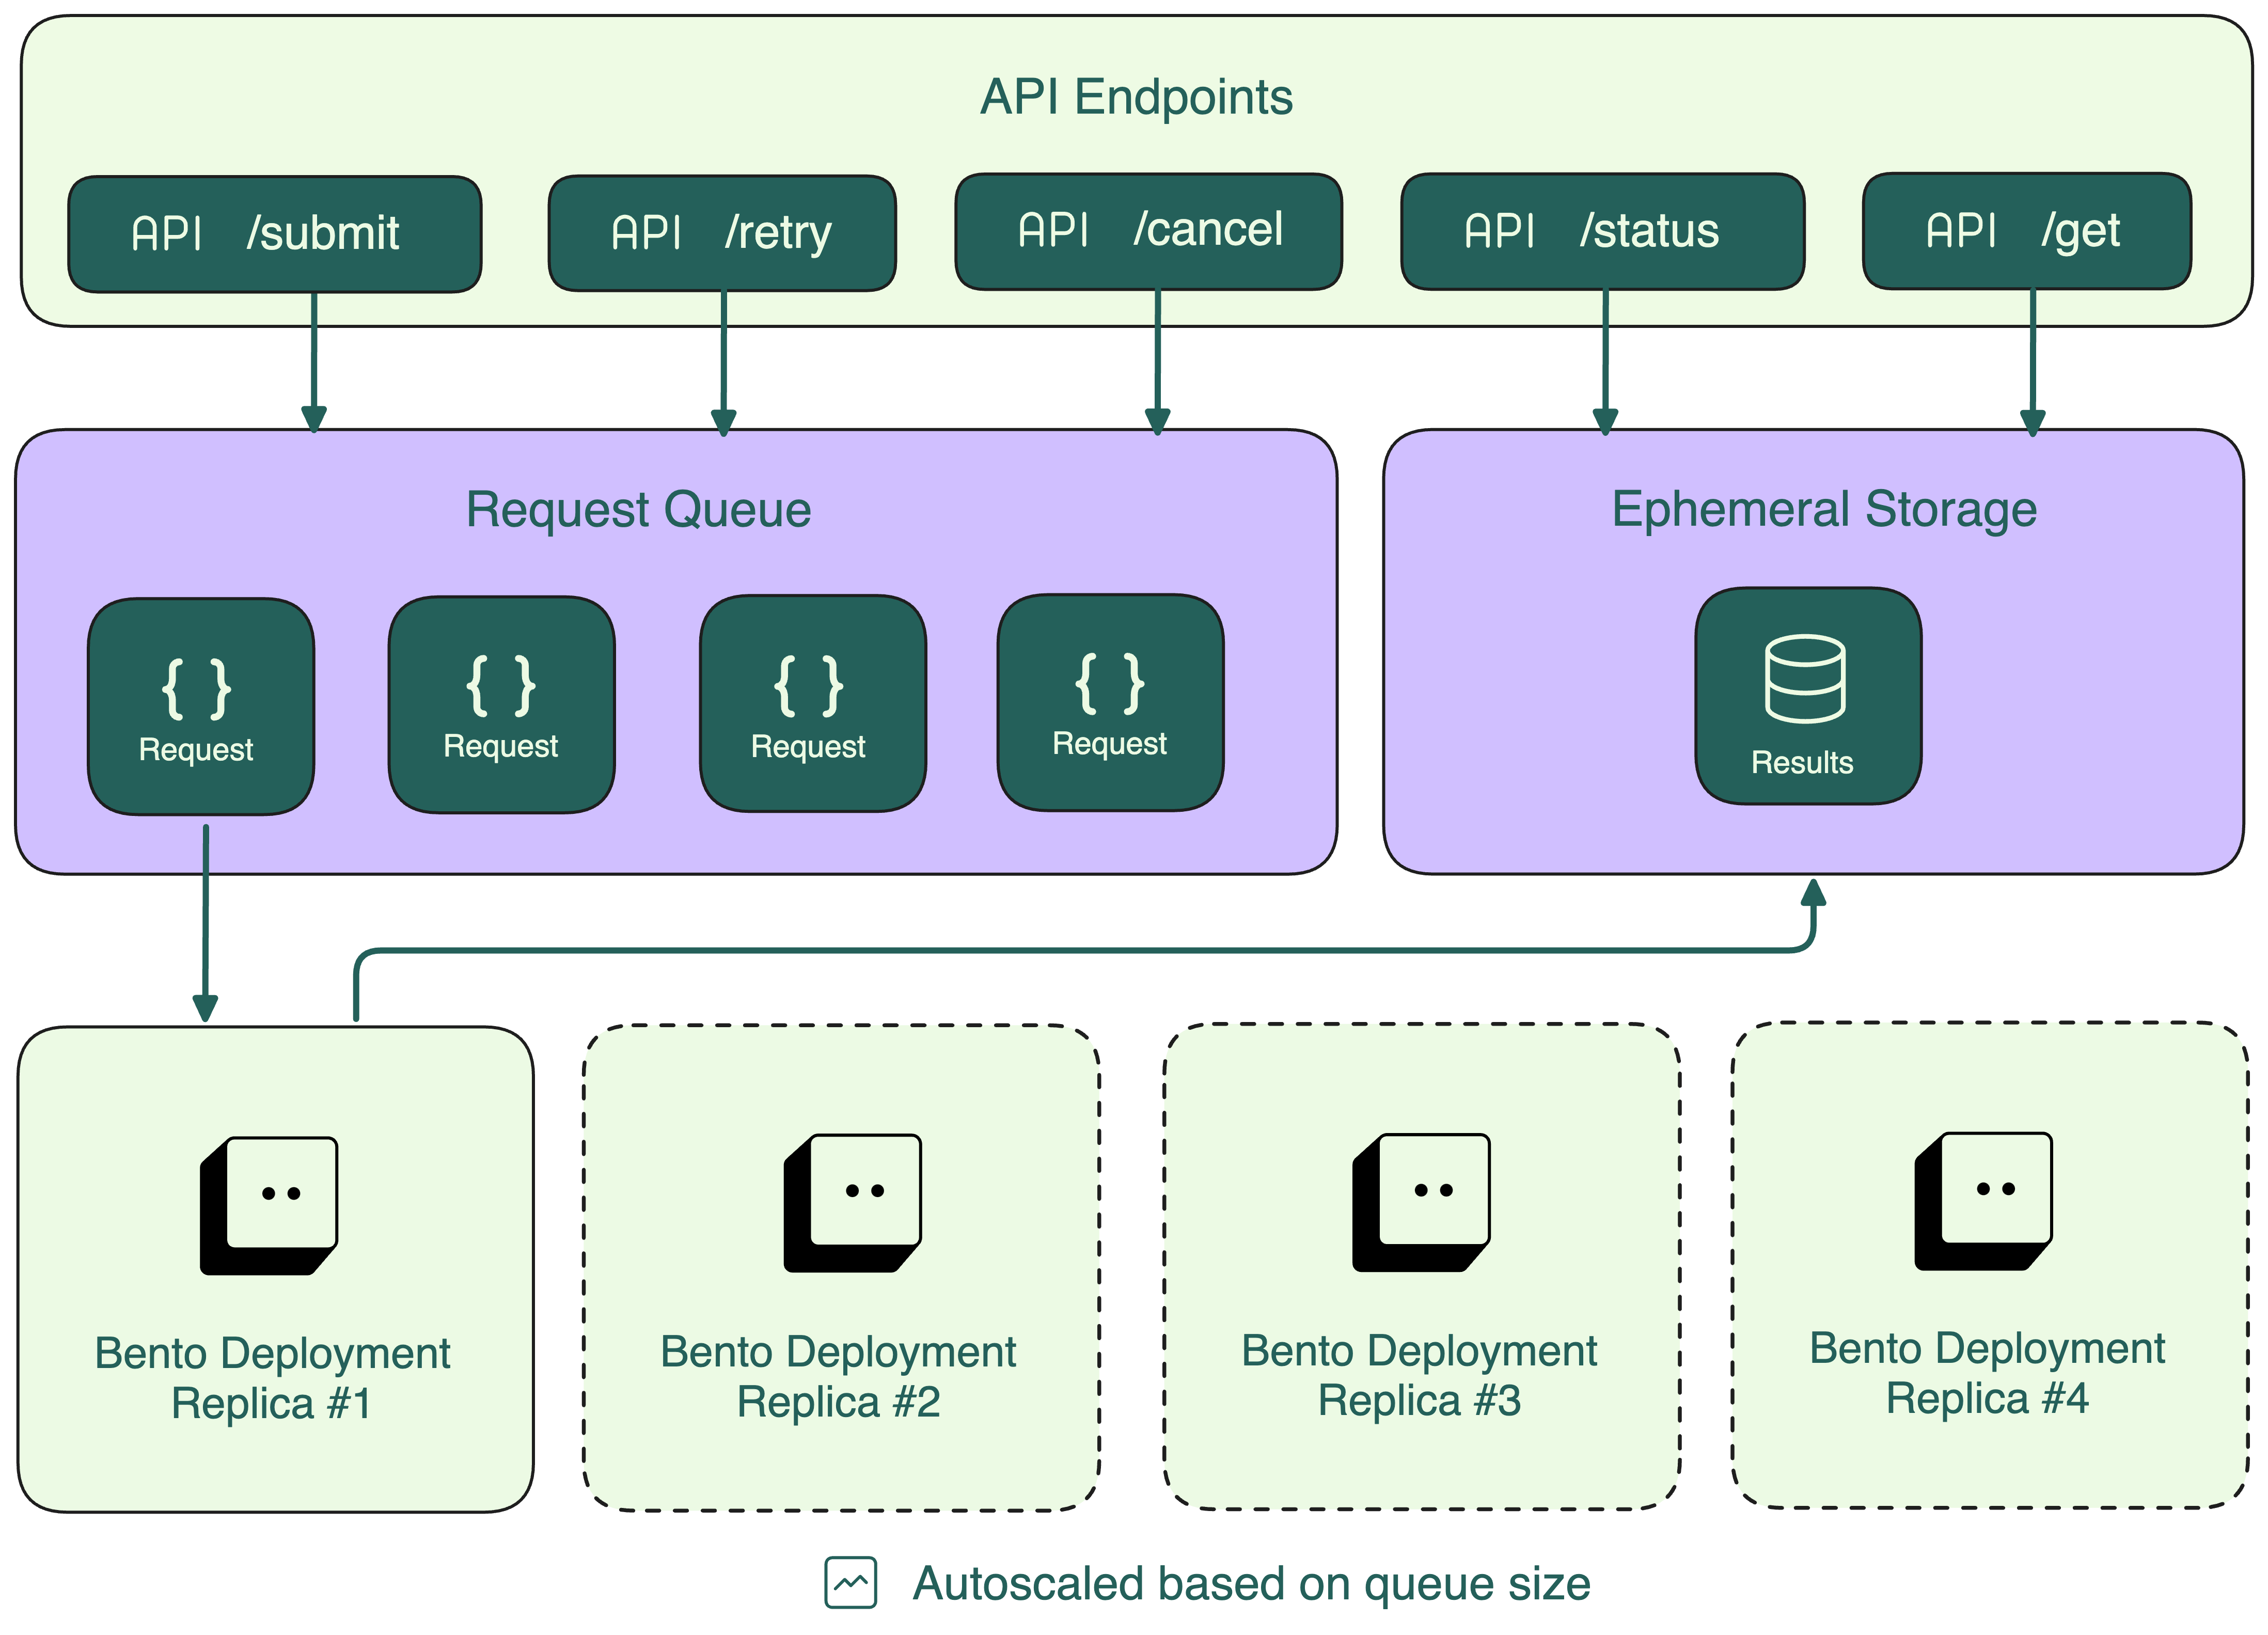 API Endpoints
API /submit
API /retry
API /cancel
API /status
API /get
Request Queue
{ } Request
{ } Request
{ } Request
{ } Request
Ephemeral Storage
Results
Bento Deployment
Replica #1
Bento Deployment
Replica #2
Bento Deployment
Replica #3
Bento Deployment
Replica #4
Autoscaled based on queue size